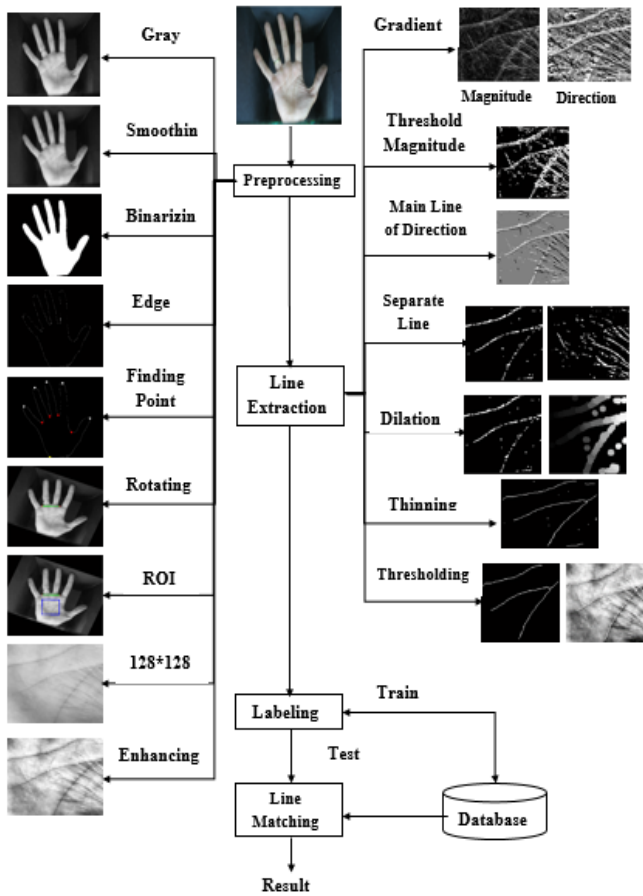 Gray
Smoothin
Binarizin
Edge
Finding
Point
Rotating
ROI
128*128
Enhancing
Preprocessing
Line
Extraction
Labeling
Test
Line
Matching
Result
Gradient
Magnitude
Direction
Threshold
Magnitude
Main Line
of Direction
Separate
Line
Dilation
Thinning
Thresholding
Train
Database